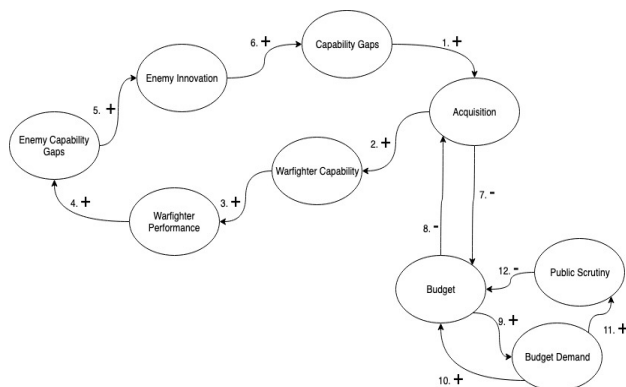 6. +
Capability Gaps
1. +
Enemy Innovation
5. +
Acquisition
Enemy Capability
Gaps
2. +
Warfighter Capability
7. -
4. +
3. +
Warfighter
Performance
8. -
12. -
Public Scrutiny
Budget
9. +
11. +
Budget Demand
10. +